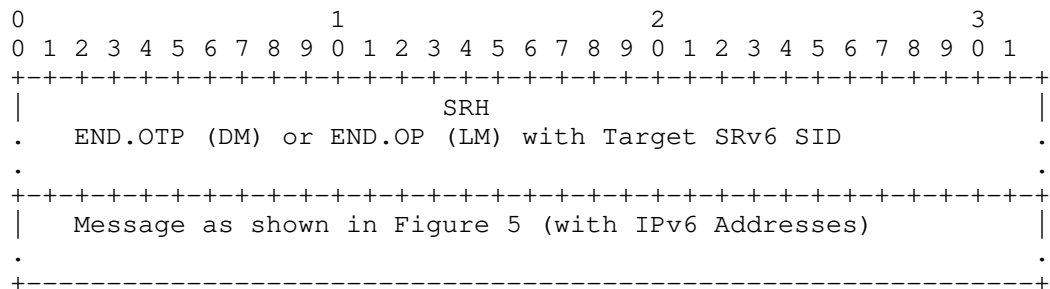 0                   1                   2                   3
0 1 2 3 4 5 6 7 8 9 0 1 2 3 4 5 6 7 8 9 0 1 2 3 4 5 6 7 8 9 0 1
+-+-+-+-+-+-+-+-+-+-+-+-+-+-+-+-+-+-+-+-+-+-+-+-+-+-+-+-+-+-+-+-+
|                          SRH                                  |
.   END.OTP (DM) or END.OP (LM) with Target SRv6 SID            .
.                                                               .
+-+-+-+-+-+-+-+-+-+-+-+-+-+-+-+-+-+-+-+-+-+-+-+-+-+-+-+-+-+-+-+-+
|   Message as shown in Figure 5 (with IPv6 Addresses)          |
.                                                               .
+---------------------------------------------------------------+